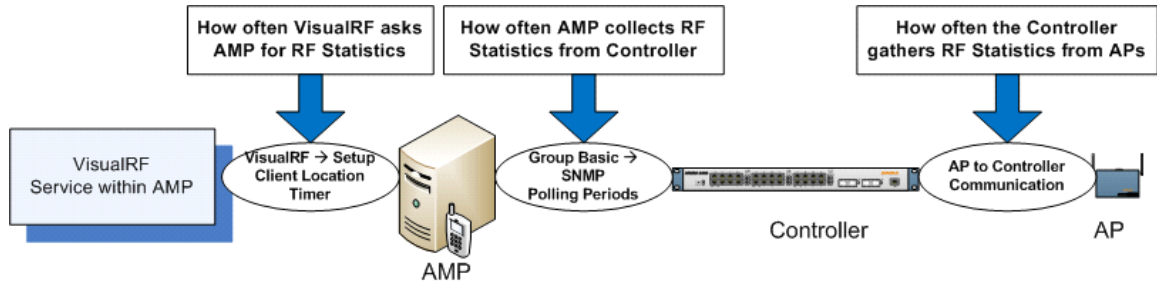 How often VisualRF asks
AMP for RF Statistics
How often AMP collects RF
Statistics from Controller
How often the Controller
gathers RF Statistics from APs
VisualRF
Service within AMP
VisualRF → Setup
Client Location
Timer
AMP
Group Basic →
SNMP
Polling Periods
Controller
AP to Controller
Communication
AP